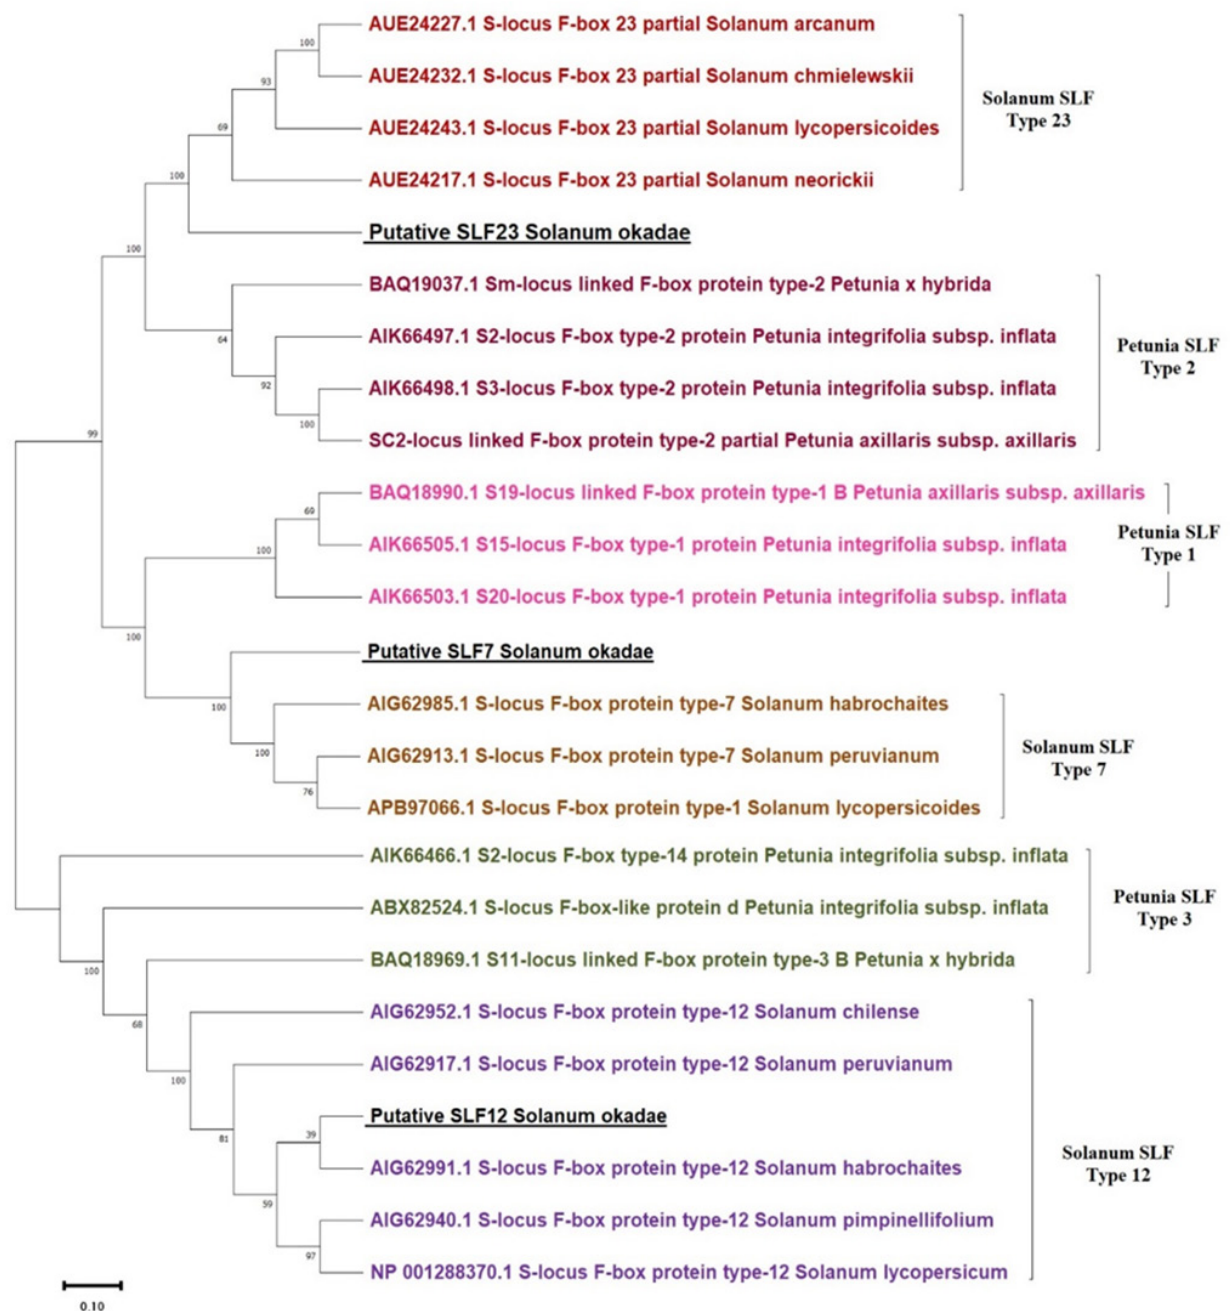 AUE24227.1 S-locus F-box 23 partial Solanum arcanum
100
AUE24232.1 S-locus F-box 23 partial Solanum chmielewskii
93
Solanum SLF
Type 23
AUE24243.1 S-locus F-box 23 partial Solanum lycopersicoides
69
AUE24217.1 S-locus F-box 23 partial Solanum neorickii
100
Putative SLF23 Solanum okadae
100
BAQ19037.1 Sm-locus linked F-box protein type-2 Petunia x hybrida
64
AIK66497.1 S2-locus F-box type-2 protein Petunia integrifolia subsp. inflata
Petunia SLF
Type 2
92
AIK66498.1 S3-locus F-box type-2 protein Petunia integrifolia subsp. inflata
100
SC2-locus linked F-box protein type-2 partial Petunia axillaris subsp. axillaris
99
BAQ18990.1 S19-locus linked F-box protein type-1 B Petunia axillaris subsp. axillaris
69
AIK66505.1 S15-locus F-box type-1 protein Petunia integrifolia subsp. inflata
Petunia SLF
Type 1
100
AIK66503.1 S20-locus F-box type-1 protein Petunia integrifolia subsp. inflata
100
Putative SLF7 Solanum okadae
100
AIG62985.1 S-locus F-box protein type-7 Solanum habrochaites
100
AIG62913.1 S-locus F-box protein type-7 Solanum peruvianum
Solanum SLF
Type 7
76
APB97066.1 S-locus F-box protein type-1 Solanum lycopersicoides
AIK66466.1 S2-locus F-box type-14 protein Petunia integrifolia subsp. inflata
ABX82524.1 S-locus F-box-like protein d Petunia integrifolia subsp. inflata
Petunia SLF
Type 3
100
BAQ18969.1 S11-locus linked F-box protein type-3 B Petunia x hybrida
68
AIG62952.1 S-locus F-box protein type-12 Solanum chilense
100
AIG62917.1 S-locus F-box protein type-12 Solanum peruvianum
81
Putative SLF12 Solanum okadae
39
AIG62991.1 S-locus F-box protein type-12 Solanum habrochaites
Solanum SLF
Type 12
59
AIG62940.1 S-locus F-box protein type-12 Solanum pimpinellifolium
97
NP 001288370.1 S-locus F-box protein type-12 Solanum lycopersicum
0.10